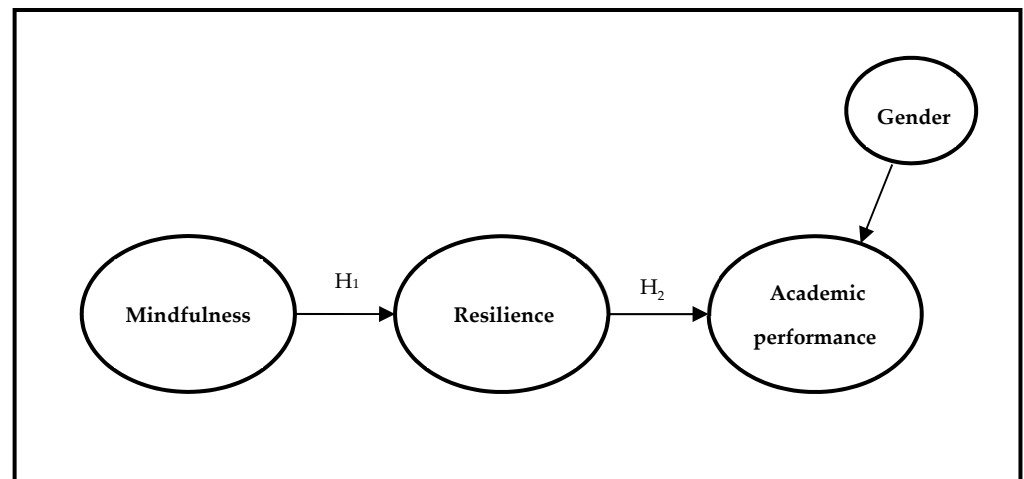 Gender
H1
H2
Mindfulness
Resilience
Academic
performance